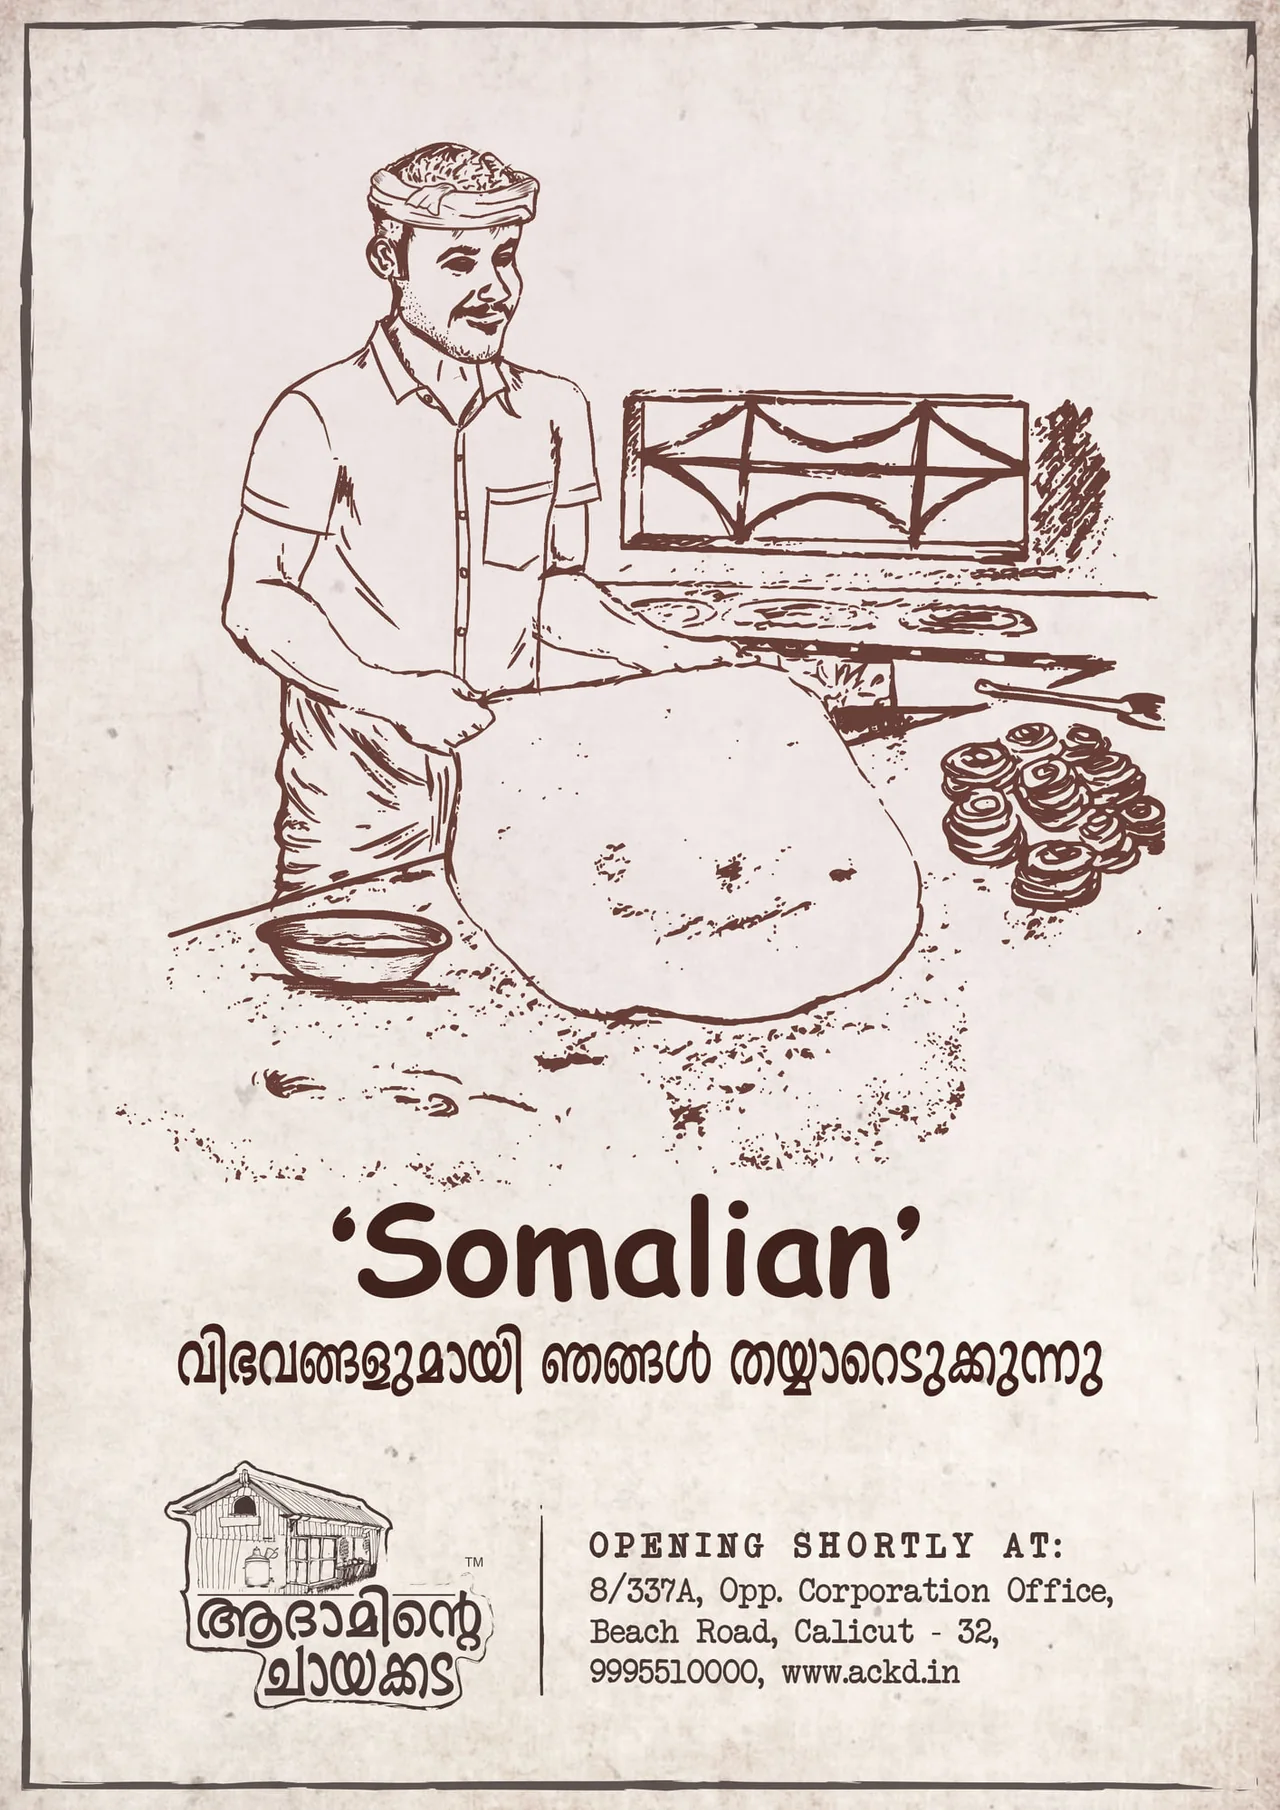 ‘Somalian’
വിഭവങ്ങളുമായി ഞങ്ങൾ തയ്യാറെടുക്കുന്നു
TM
ആദാമിന്റെ
ചായക്കട
OPENING SHORTLY AT:
8/337A, Opp. Corporation Office,
Beach Road, Calicut - 32,
9995510000, www.ackd.in